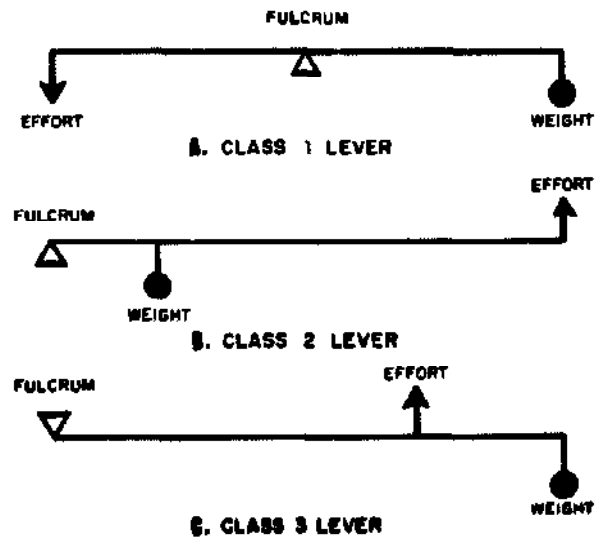 FULCRUM
EFFORT
WEIGHT
A. CLASS 1 LEVER
EFFORT
FULCRUM
WEIGHT
B. CLASS 2 LEVER
EFFORT
FULCRUM
WEIGHT
C. CLASS 3 LEVER